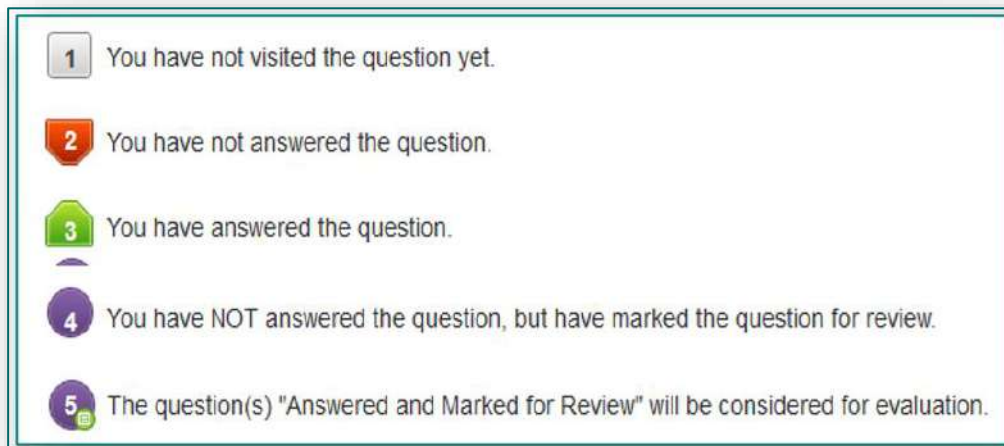 1 You have not visited the question yet.
2 You have not answered the question.
3 You have answered the question.
4 You have NOT answered the question, but have marked the question for review.
5 The question(s) "Answered and Marked for Review" will be considered for evaluation.